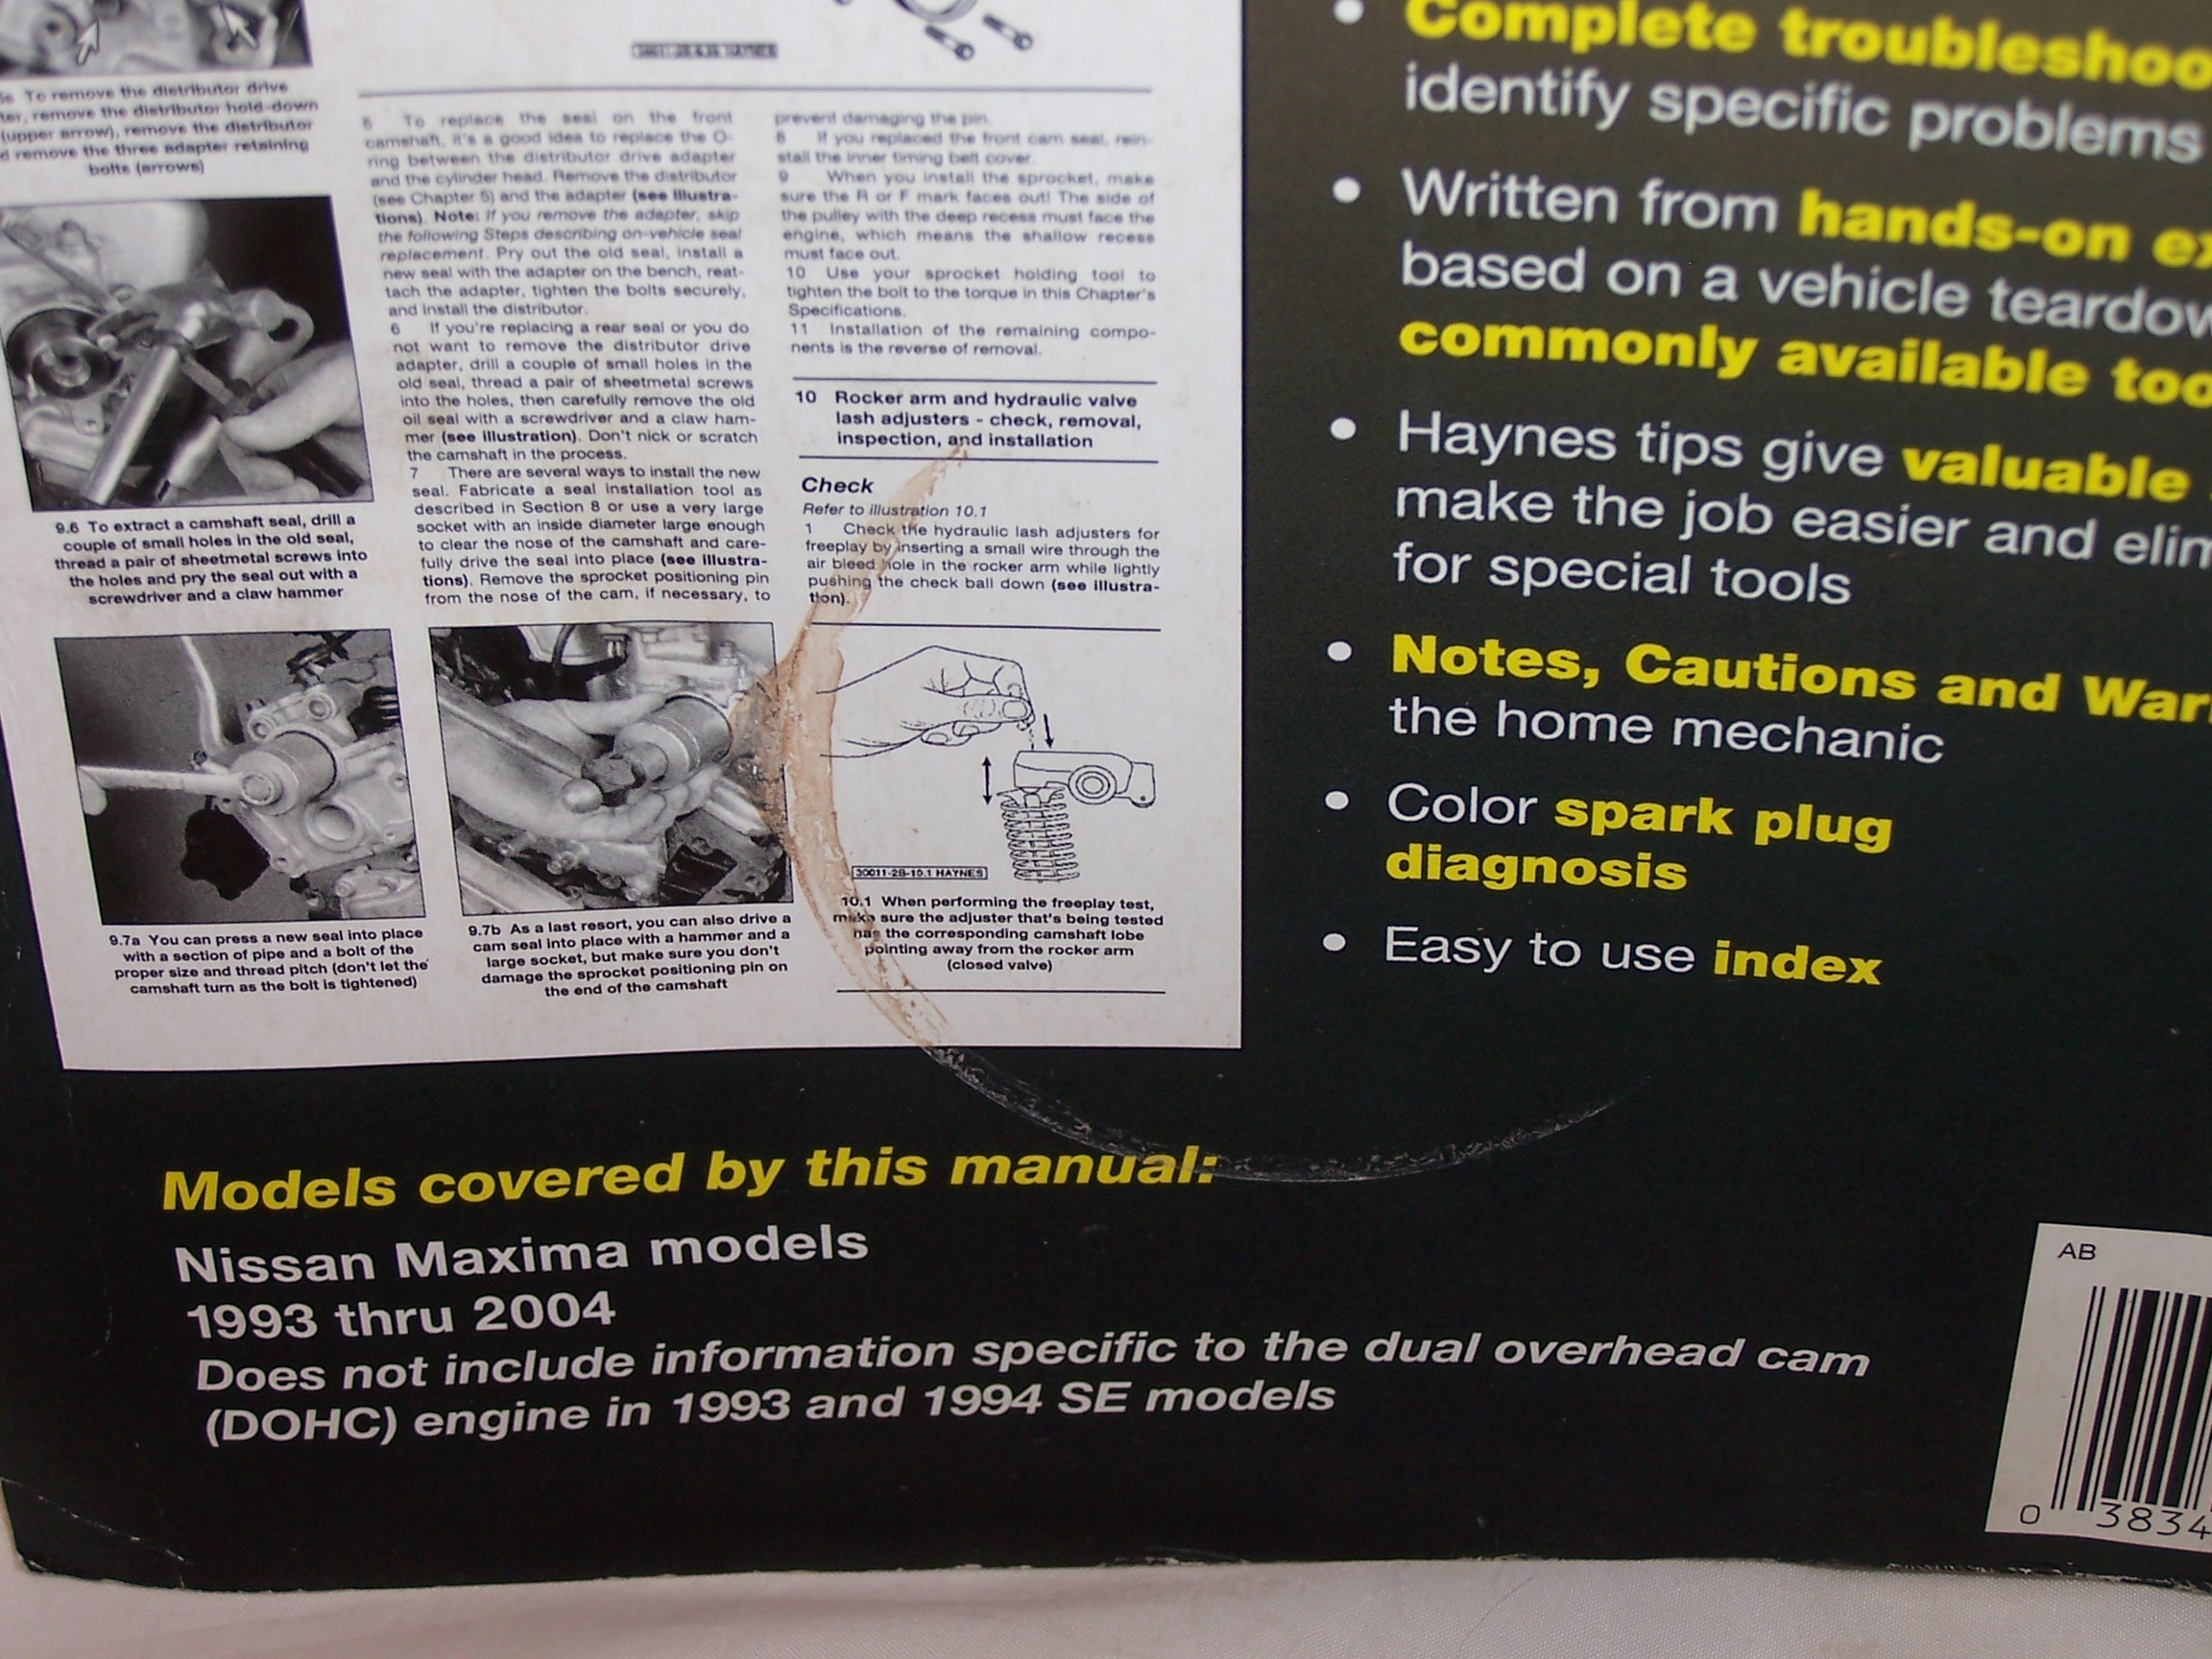 30011-2B-9.5b HAYNES
To remove the distributor drive
remove the distributor hold-down
(upper arrow), remove the distributor
remove the three adapter retaining
bolts (arrows)
9.6 To extract a camshaft seal, drill a
couple of small holes in the old seal,
thread a pair of sheetmetal screws into
the holes and pry the seal out with a
screwdriver and a claw hammer
5 To replace the seal on the front
camshaft, it's a good idea to replace the O-
ring between the distributor drive adapter
and the cylinder head. Remove the distributor
(see Chapter 5) and the adapter (see illustra-
tions). Note: If you remove the adapter, skip
the following Steps describing on-vehicle seal
replacement. Pry out the old seal, install a
new seal with the adapter on the bench, reat-
tach the adapter, tighten the bolts securely,
and install the distributor.
6 If you're replacing a rear seal or you do
not want to remove the distributor drive
adapter, drill a couple of small holes in the
old seal, thread a pair of sheetmetal screws
into the holes, then carefully remove the old
oil seal with a screwdriver and a claw ham-
mer (see illustration). Don't nick or scratch
the camshaft in the process.
7 There are several ways to install the new
seal. Fabricate a seal installation tool as
described in Section 8 or use a very large
socket with an inside diameter large enough
to clear the nose of the camshaft and care-
fully drive the seal into place (see illustra-
tions). Remove the sprocket positioning pin
from the nose of the cam, if necessary, to
prevent damaging the pin.
8 If you replaced the front cam seal, rein-
stall the inner timing belt cover.
9 When you install the sprocket, make
sure the R or F mark faces out! The side of
the pulley with the deep recess must face the
engine, which means the shallow recess
must face out.
10 Use your sprocket holding tool to
tighten the bolt to the torque in this Chapter's
Specifications.
11 Installation of the remaining compo-
nents is the reverse of removal.
10 Rocker arm and hydraulic valve
lash adjusters - check, removal,
inspection, and installation
Check
Refer to illustration 10.1
1 Check the hydraulic lash adjusters for
freeplay by inserting a small wire through the
air bleed hole in the rocker arm while lightly
pushing the check ball down (see illustra-
tion).
9.7a You can press a new seal into place
with a section of pipe and a bolt of the
proper size and thread pitch (don't let the
camshaft turn as the bolt is tightened)
9.7b As a last resort, you can also drive a
cam seal into place with a hammer and a
large socket, but make sure you don't
damage the sprocket positioning pin on
the end of the camshaft
30011-2B-10.1 HAYNES
10.1 When performing the freeplay test,
make sure the adjuster that's being tested
has the corresponding camshaft lobe
pointing away from the rocker arm
(closed valve)
• Complete troubleshoo
identify specific problems
• Written from hands-on ex
based on a vehicle teardow
commonly available too
• Haynes tips give valuable
make the job easier and elim
for special tools
• Notes, Cautions and War
the home mechanic
• Color spark plug
diagnosis
• Easy to use index
Models covered by this manual:
Nissan Maxima models
1993 thru 2004
Does not include information specific to the dual overhead cam
(DOHC) engine in 1993 and 1994 SE models
AB
0 3834